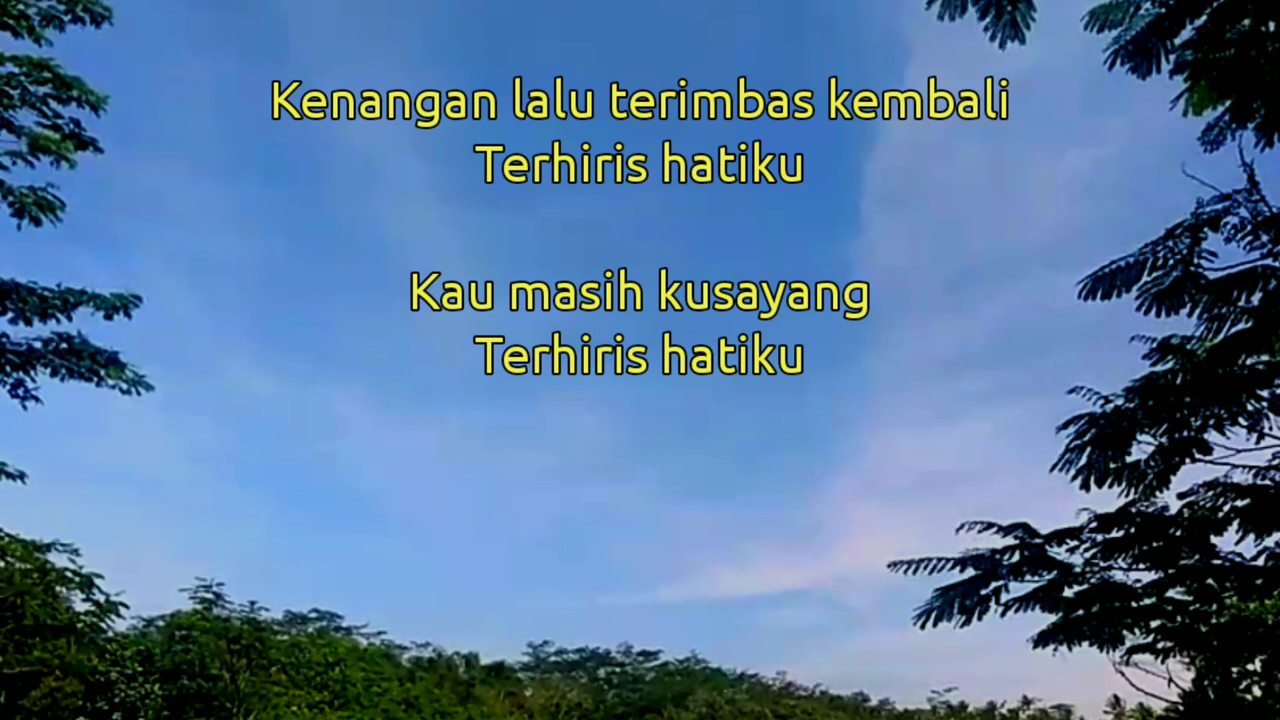 Kenangan lalu terimbas kembali
Terhiris hatiku
Kau masih kusayang
Terhiris hatiku